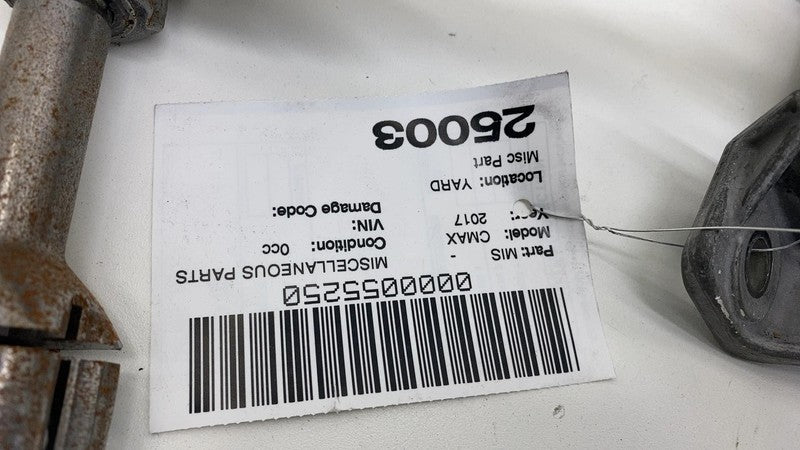 0000055250
Part: MIS - MISCELLANEOUS PARTS
Model: CMAX Condition: 0cc
Year: 2017 VIN:
Damage Code:
Location: YARD
Misc Part
25003